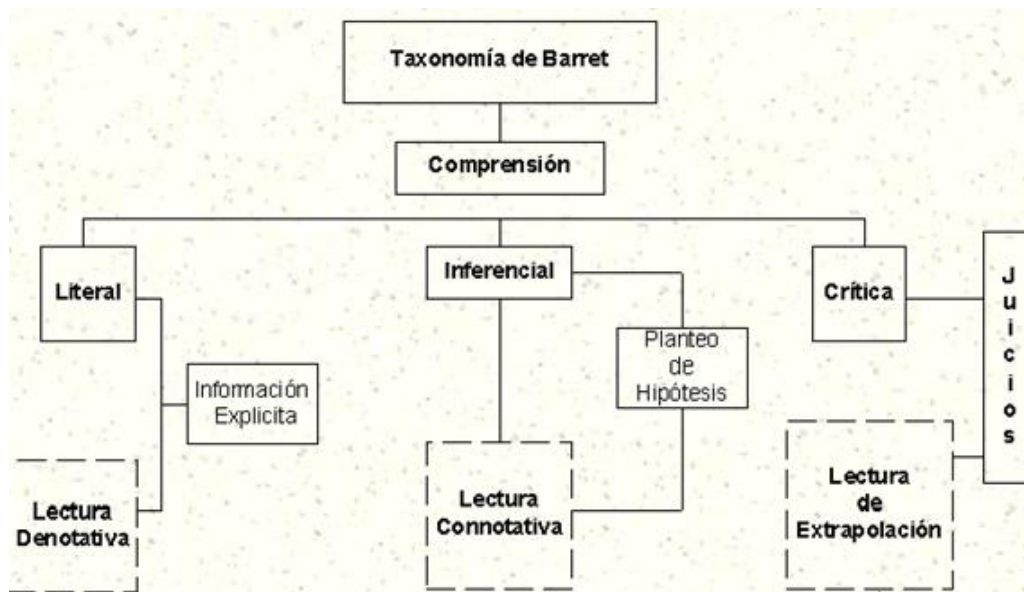 Taxonomía de Barret
Comprensión
Literal
Inferencial
Crítica
Juicios
Planteo
de
Hipótesis
Información
Explicita
Lectura
Denotativa
Lectura
Connotativa
Lectura
de
Extrapolación